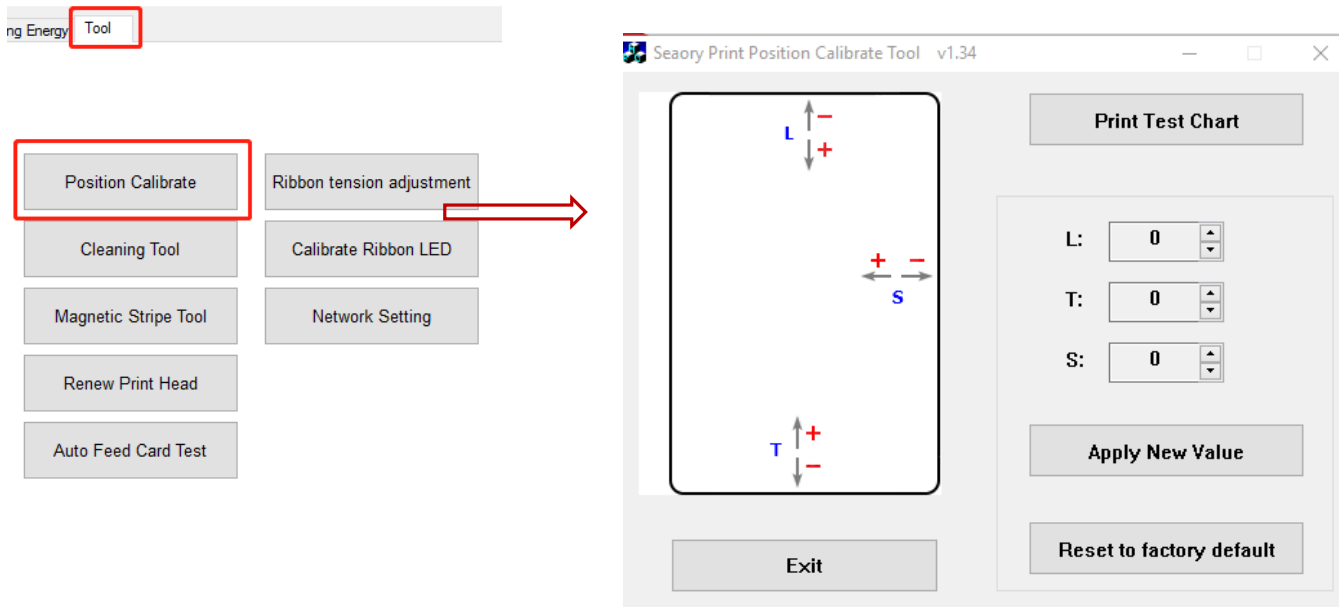 ng Energy
Tool
Position Calibrate
Ribbon tension adjustment
Cleaning Tool
Calibrate Ribbon LED
Magnetic Stripe Tool
Network Setting
Renew Print Head
Auto Feed Card Test
Seaory Print Position Calibrate Tool v1.34
L
−
+
+ −
S
T
+
−
Exit
Print Test Chart
L: 0
T: 0
S: 0
Apply New Value
Reset to factory default